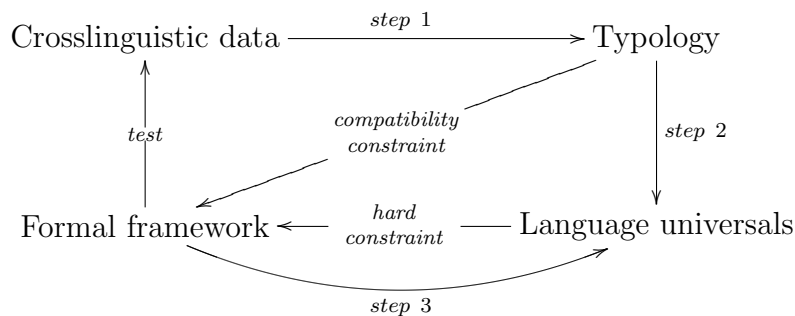 step 1
Crosslinguistic data
Typology
compatibility
constraint
test
step 2
Formal framework
hard
constraint
Language universals
step 3